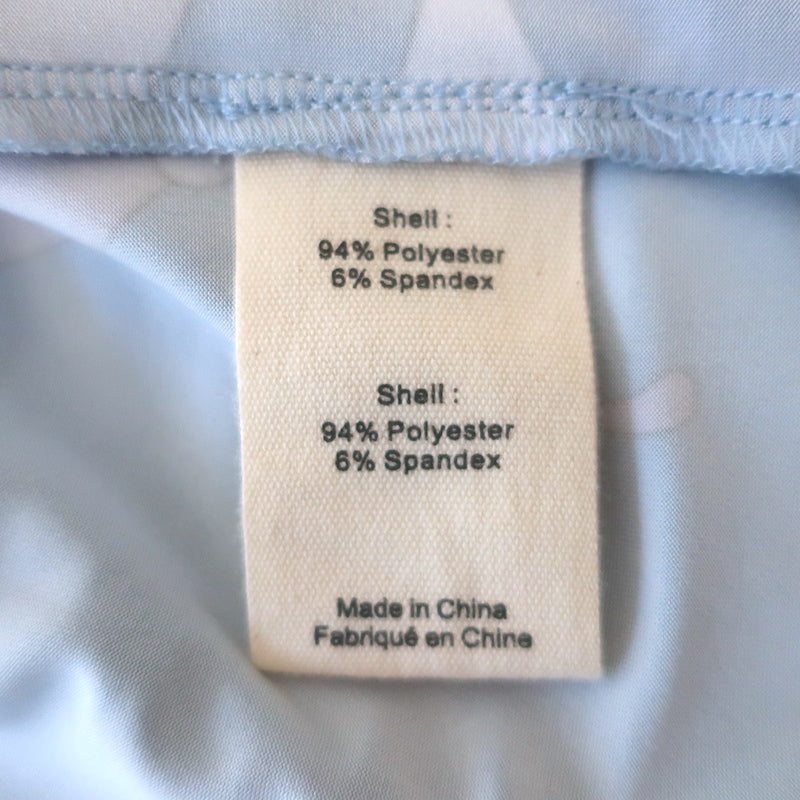 Shell :
94% Polyester
6% Spandex
Shell :
94% Polyester
6% Spandex
Made in China
Fabriqué en Chine